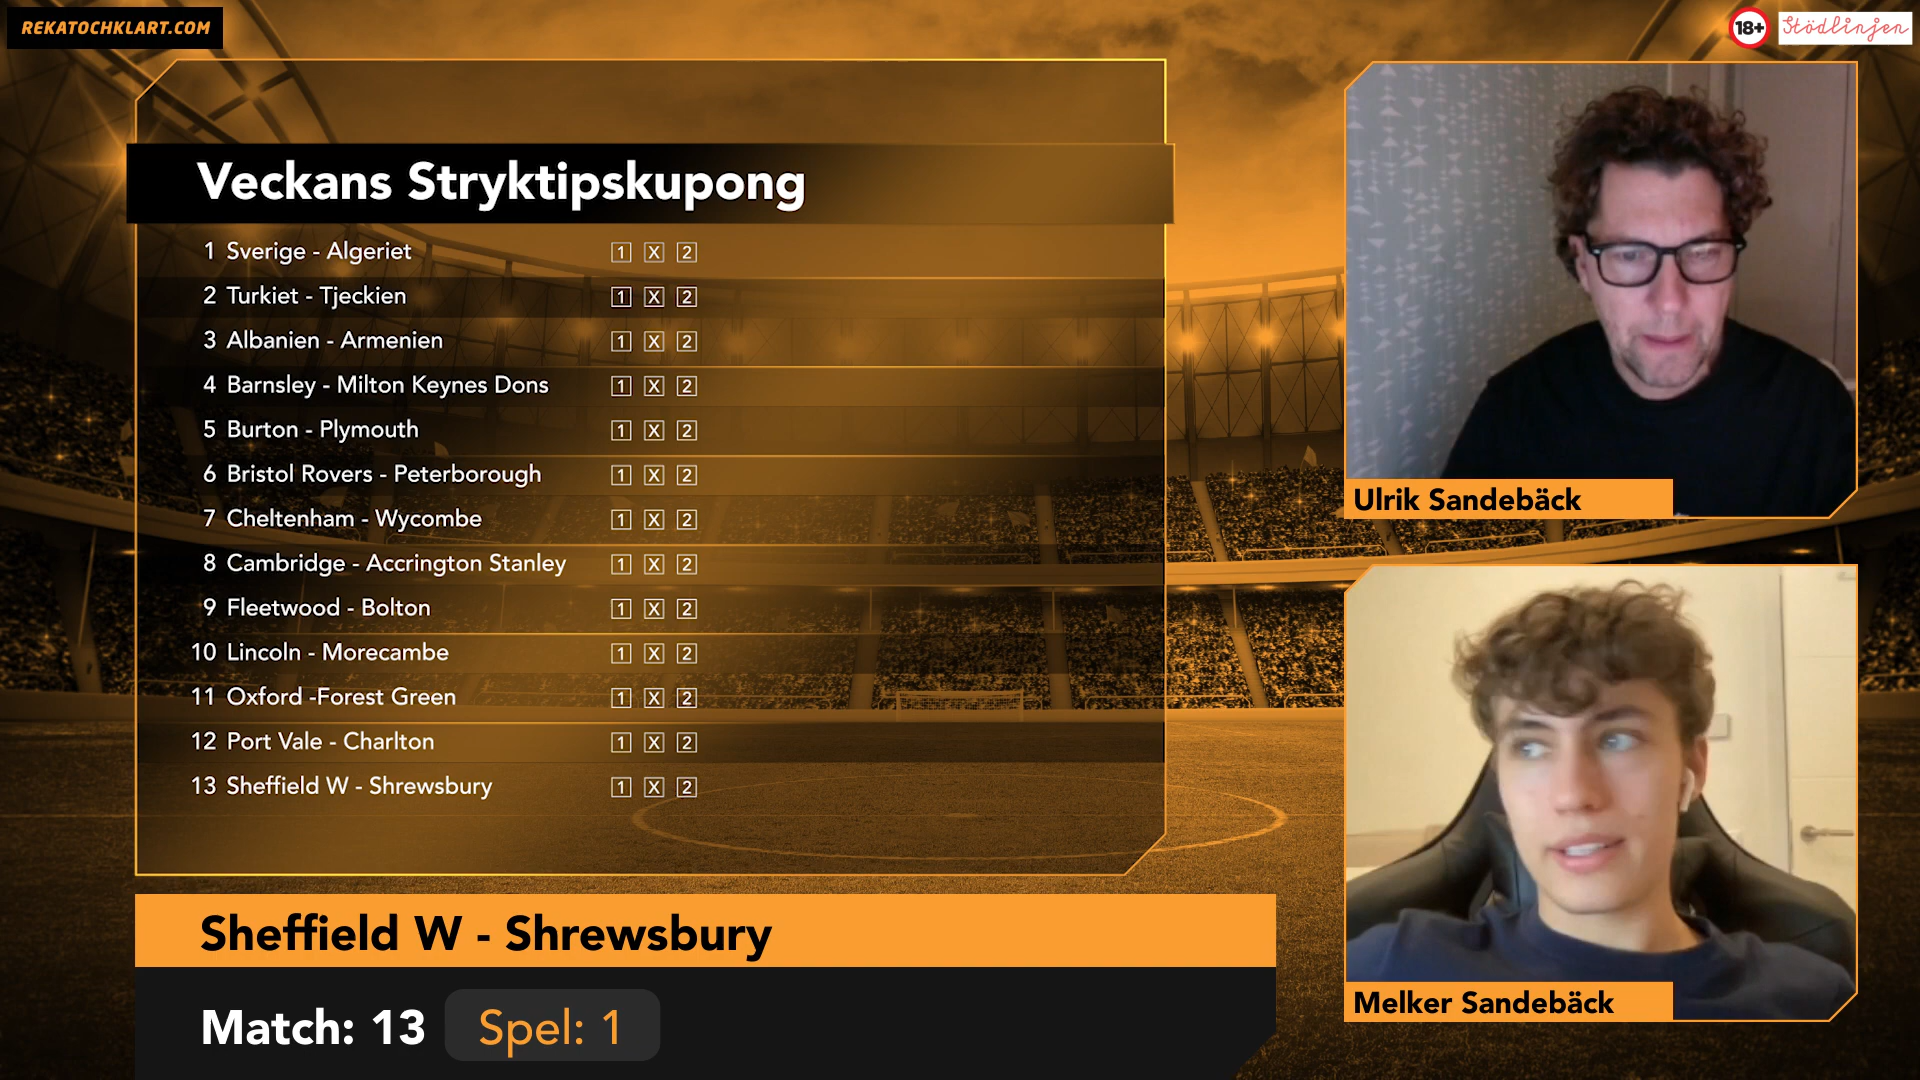 REKATOCHKLART.COM
18+ Stödlinjen
Veckans Stryktipskupong
1 Sverige - Algeriet 1 X 2
2 Turkiet - Tjeckien 1 X 2
3 Albanien - Armenien 1 X 2
4 Barnsley - Milton Keynes Dons 1 X 2
5 Burton - Plymouth 1 X 2
6 Bristol Rovers - Peterborough 1 X 2
7 Cheltenham - Wycombe 1 X 2
8 Cambridge - Accrington Stanley 1 X 2
9 Fleetwood - Bolton 1 X 2
10 Lincoln - Morecambe 1 X 2
11 Oxford -Forest Green 1 X 2
12 Port Vale - Charlton 1 X 2
13 Sheffield W - Shrewsbury 1 X 2
Ulrik Sandebäck
Sheffield W - Shrewsbury
Match: 13 Spel: 1
Melker Sandebäck